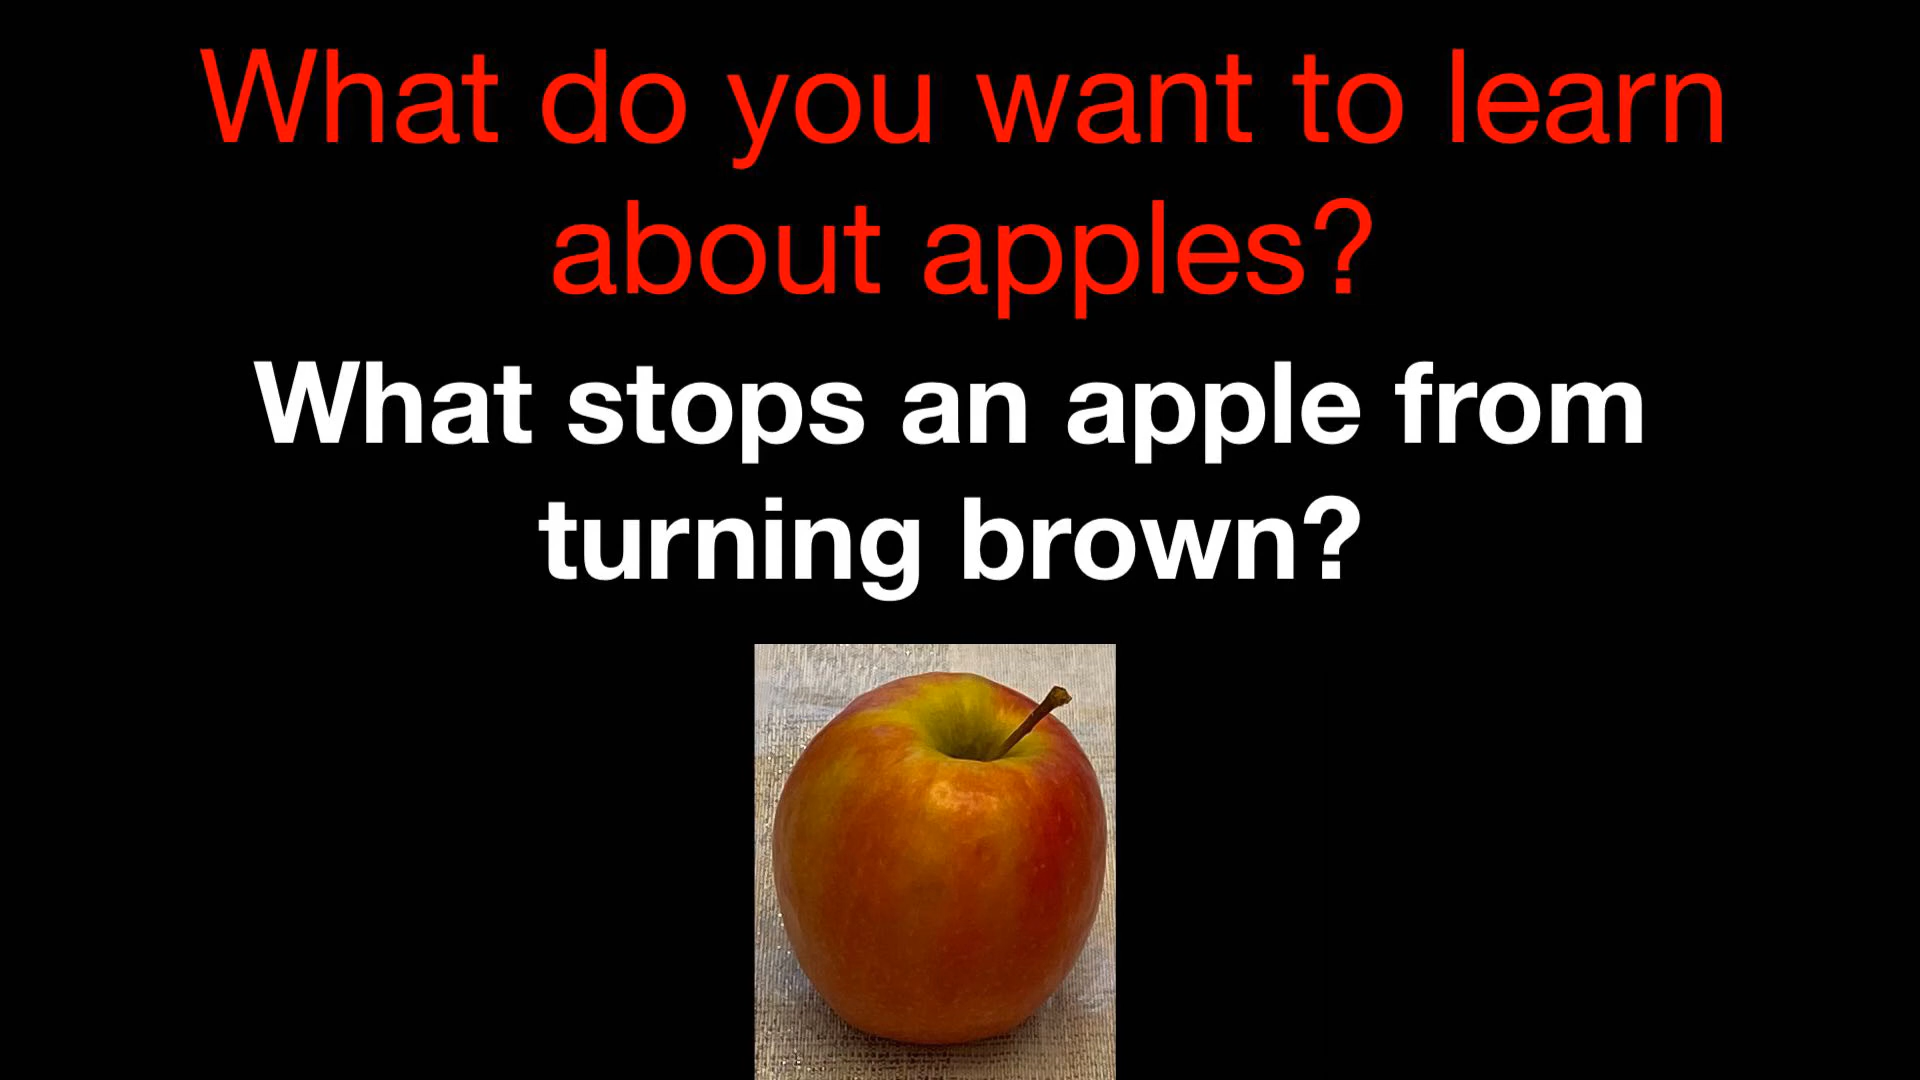 What do you want to learn
about apples?
What stops an apple from
turning brown?